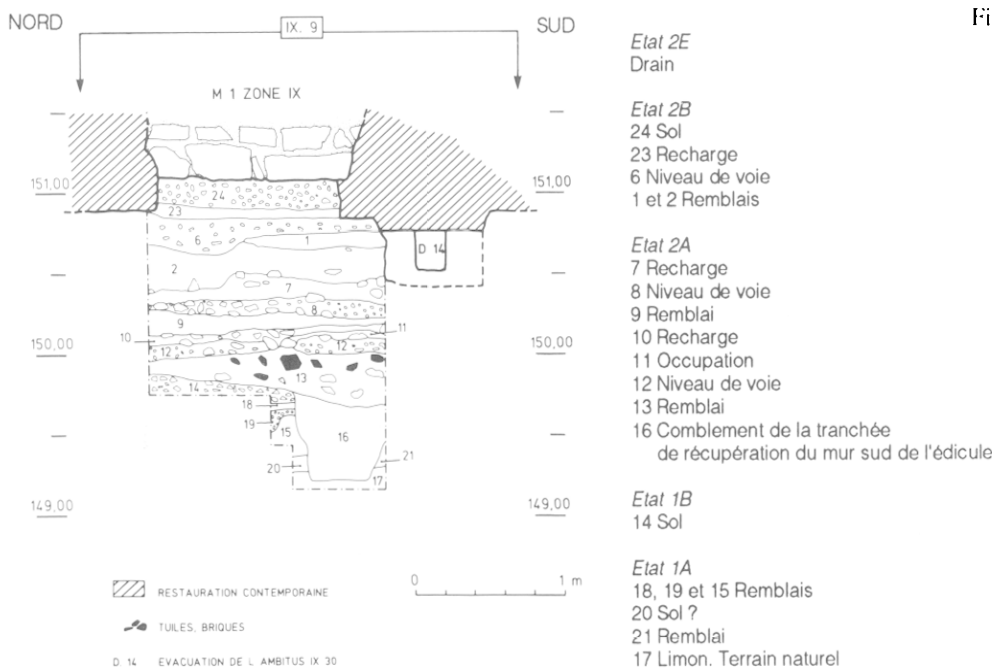 Fi
NORD
IX. 9
SUD
M 1 ZONE IX
151,00
151,00
24
23
6
1
2
D 14
7
8
9
11
10
150,00
150,00
12
12
13
14
18
19
15
16
20
21
17
149,00
149,00
RESTAURATION CONTEMPORAINE
0
1 m
TUILES, BRIQUES
D. 14 EVACUATION DE L AMBITUS IX 30
Etat 2E
Drain
Etat 2B
24 Sol
23 Recharge
6 Niveau de voie
1 et 2 Remblais
Etat 2A
7 Recharge
8 Niveau de voie
9 Remblai
10 Recharge
11 Occupation
12 Niveau de voie
13 Remblai
16 Comblement de la tranchée
de récupération du mur sud de l'édicule
Etat 1B
14 Sol
Etat 1A
18, 19 et 15 Remblais
20 Sol ?
21 Remblai
17 Limon. Terrain naturel